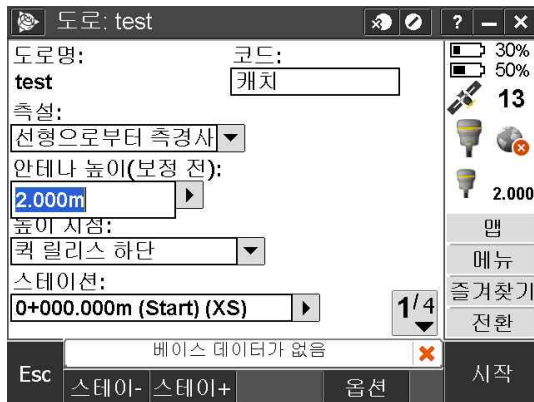 도로: test
? – ×
도로명:
코드:
test
캐치
측설:
선형으로부터 측경사
안테나 높이(보정 전):
2.000m
높이 지점:
퀵 릴리스 하단
스테이션:
0+000.000m (Start) (XS)
1/4
30%
50%
13
2.000
맵
메뉴
즐겨찾기
전환
베이스 데이터가 없음
Esc
스테이-
스테이+
옵션
시작